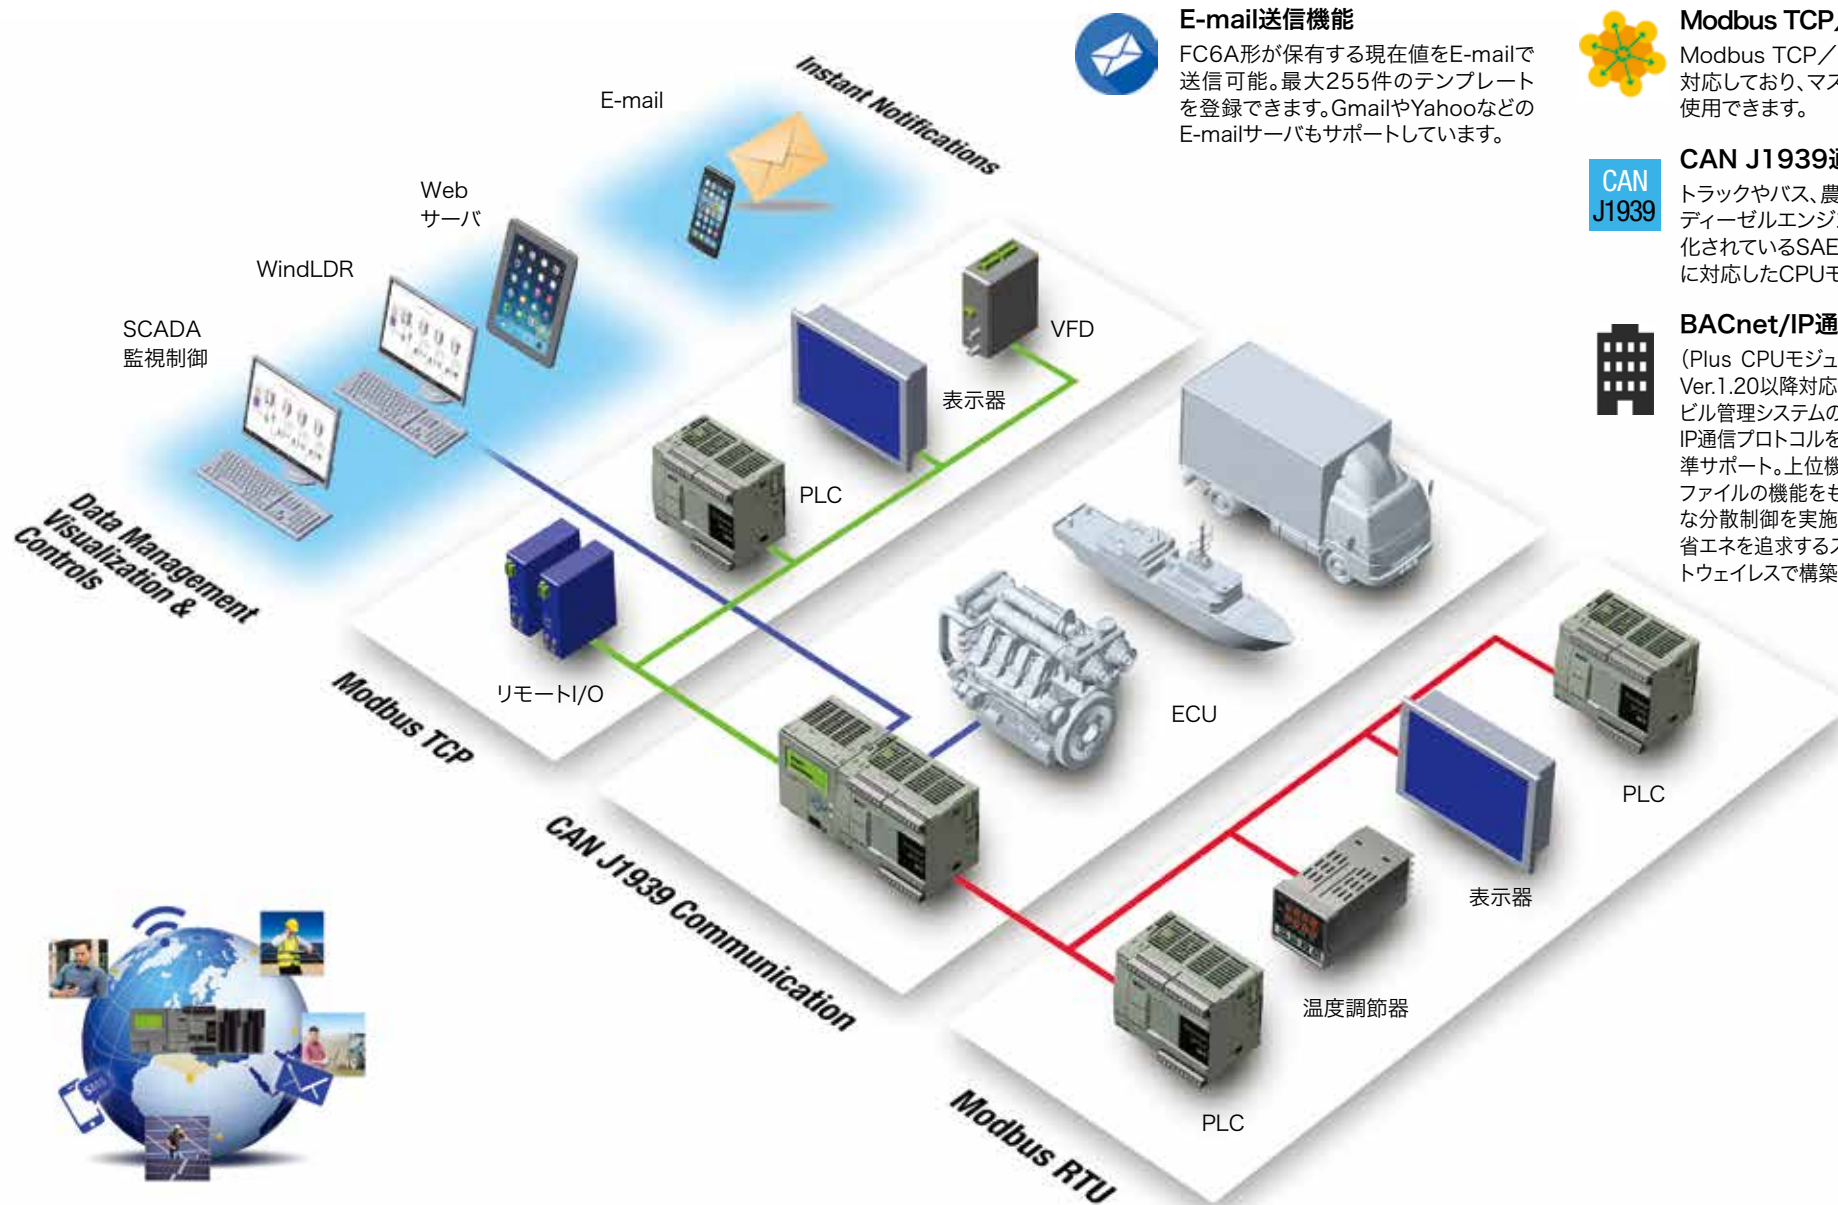 E-mail送信機能
FC6A形が保有する現在値をE-mailで
送信可能。最大255件のテンプレート
を登録できます。GmailやYahooなどの
E-mailサーバもサポートしています。
Modbus TCP/
Modbus TCP/
対応しており、マス
使用できます。
CAN
J1939
CAN J1939通
トラックやバス、農
ディーゼルエンジン
化されているSAE
に対応したCPUモ
BACnet/IP通
(Plus CPUモジュ
Ver.1.20以降対応
ビル管理システムの
IP通信プロトコルを
準サポート。上位機
ファイルの機能をも
な分散制御を実施
省エネを追求するス
トウェイレスで構築
Instant Notifications
E-mail
Web
サーバ
WindLDR
SCADA
監視制御
Data Management
Visualization &
Controls
VFD
表示器
PLC
リモートI/O
Modbus TCP
ECU
CAN J1939 Communication
PLC
表示器
温度調節器
PLC
Modbus RTU
SMS